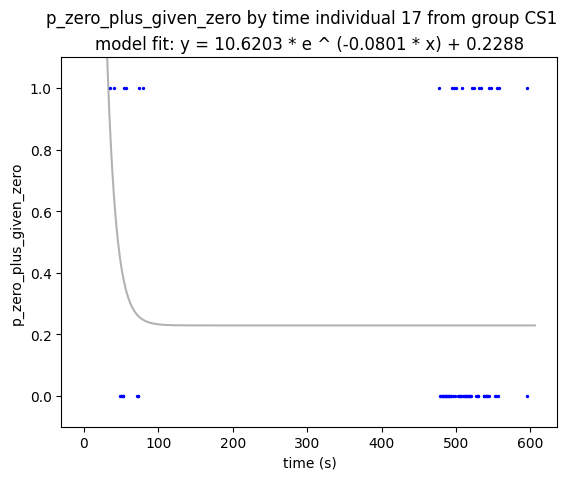 p_zero_plus_given_zero by time individual 17 from group CS1
model fit: y = 10.6203 * e ^ (-0.0801 * x) + 0.2288
1.0
0.8
0.6
0.4
0.2
0.0
p_zero_plus_given_zero
0 100 200 300 400 500 600
time (s)